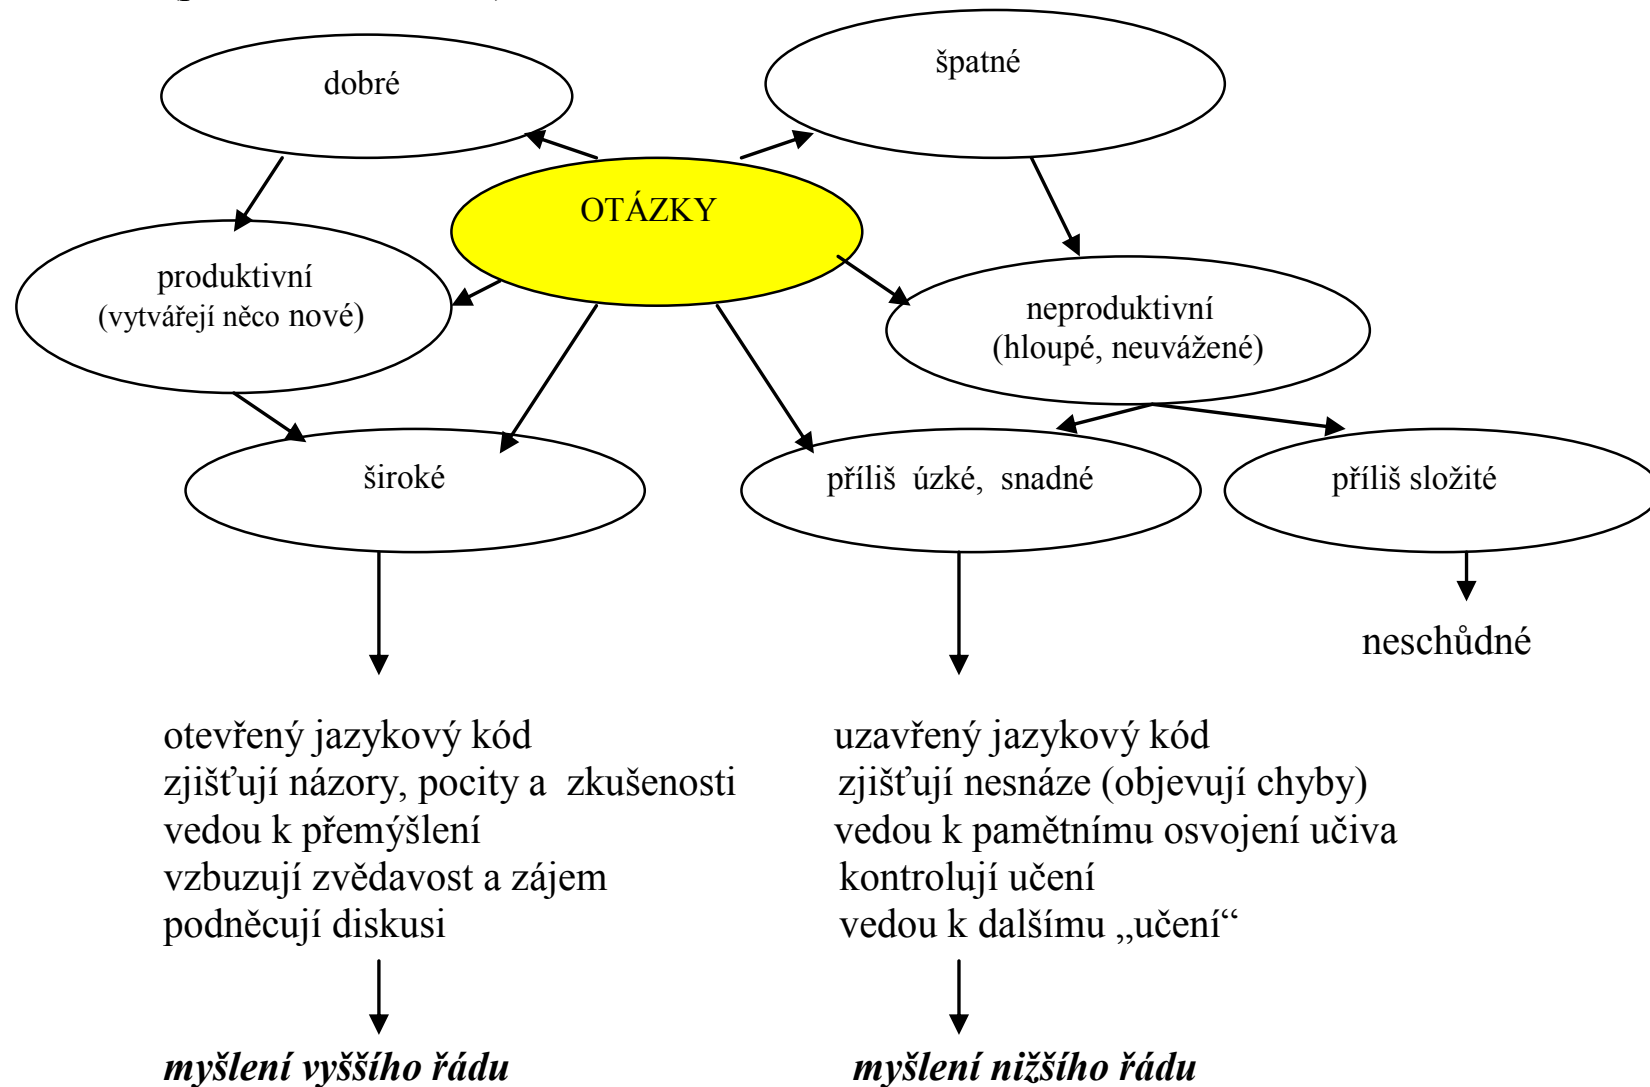 dobré
špatné
OTÁZKY
produktivní
(vytvářejí něco nové)
neproduktivní
(hloupé, neuvážené)
široké
příliš úzké, snadné
příliš složité
neschůdné
otevřený jazykový kód
zjišťují názory, pocity a zkušenosti
vedou k přemýšlení
vzbuzují zvědavost a zájem
podněcují diskusi
uzavřený jazykový kód
zjišťují nesnáze (objevují chyby)
vedou k pamětnímu osvojení učiva
kontrolují učení
vedou k dalšímu „učení“
myšlení vyššího řádu
myšlení nižšího řádu